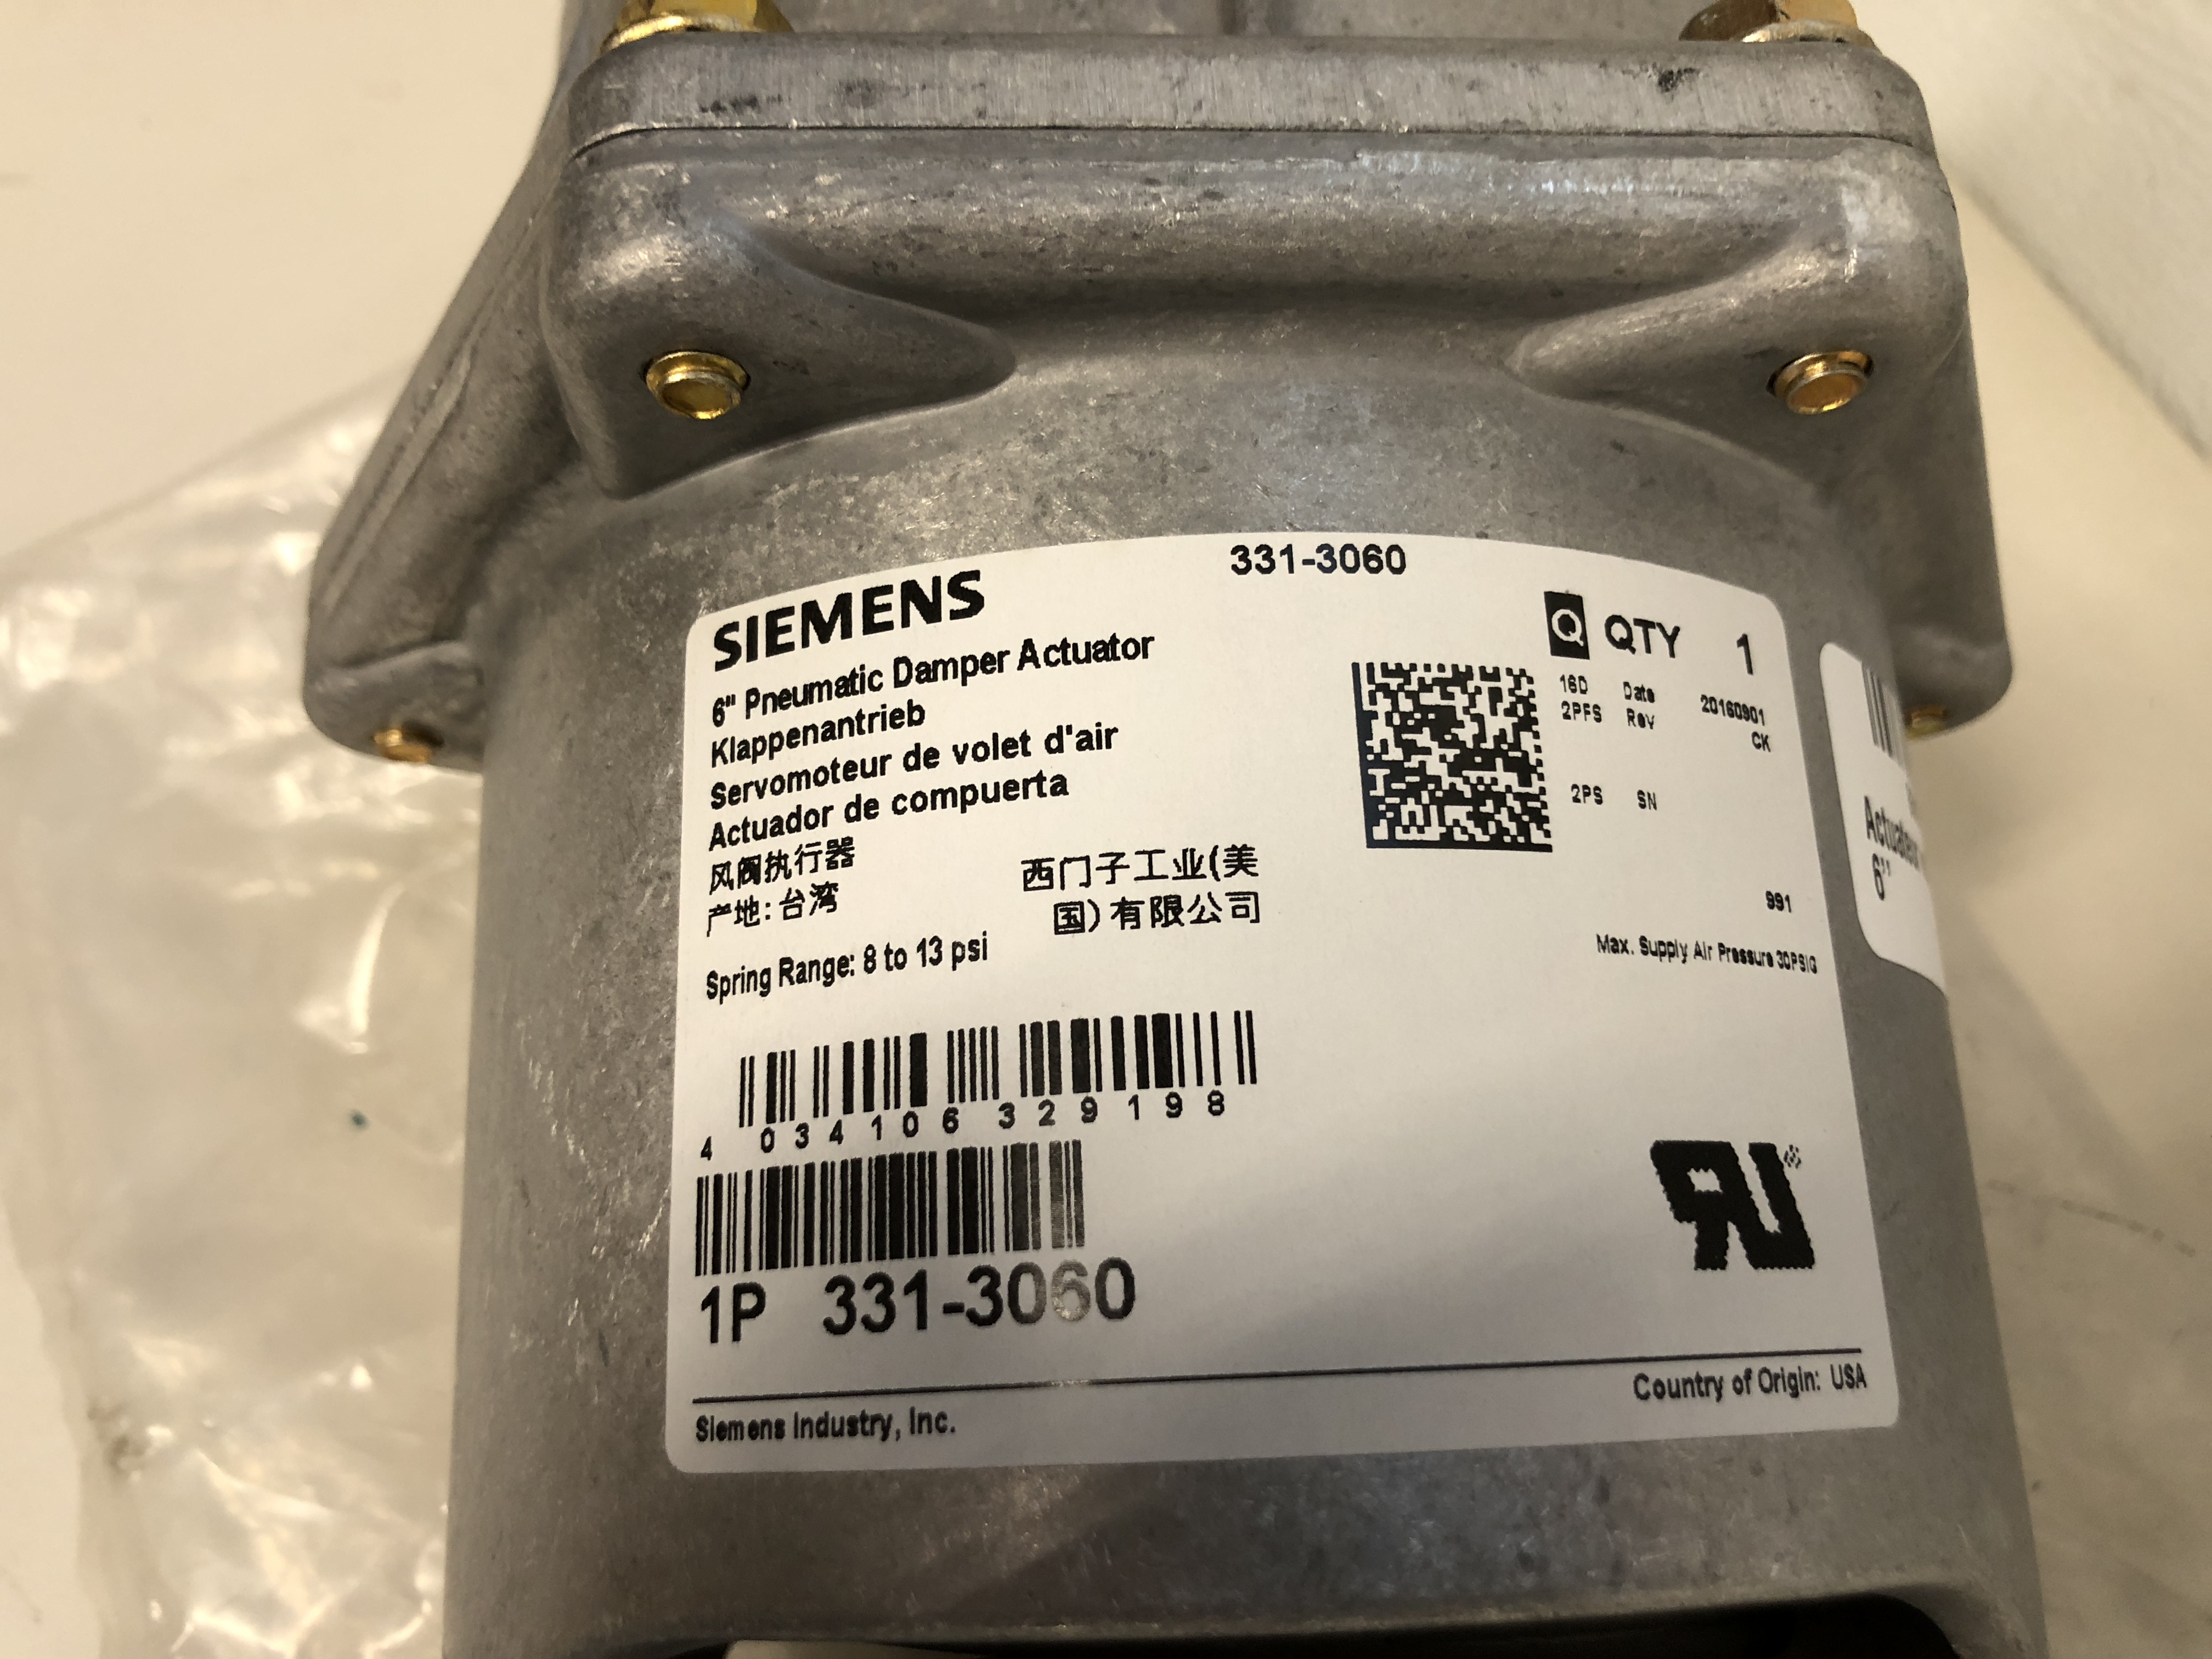 331-3060
SIEMENS
Q QTY 1
6" Pneumatic Damper Actuator
Klappenantrieb
Servomoteur de volet d'air
Actuador de compuerta
风阀执行器
产地: 台湾
西门子工业(美
国) 有限公司
Spring Range: 8 to 13 psi
16D Date 20160901
2PFS Rev CK
2PS SN
991
Max. Supply Air Pressure 30PSIG
4 034106 329198
1P 331-3060
Country of Origin: USA
Siemens Industry, Inc.
6"